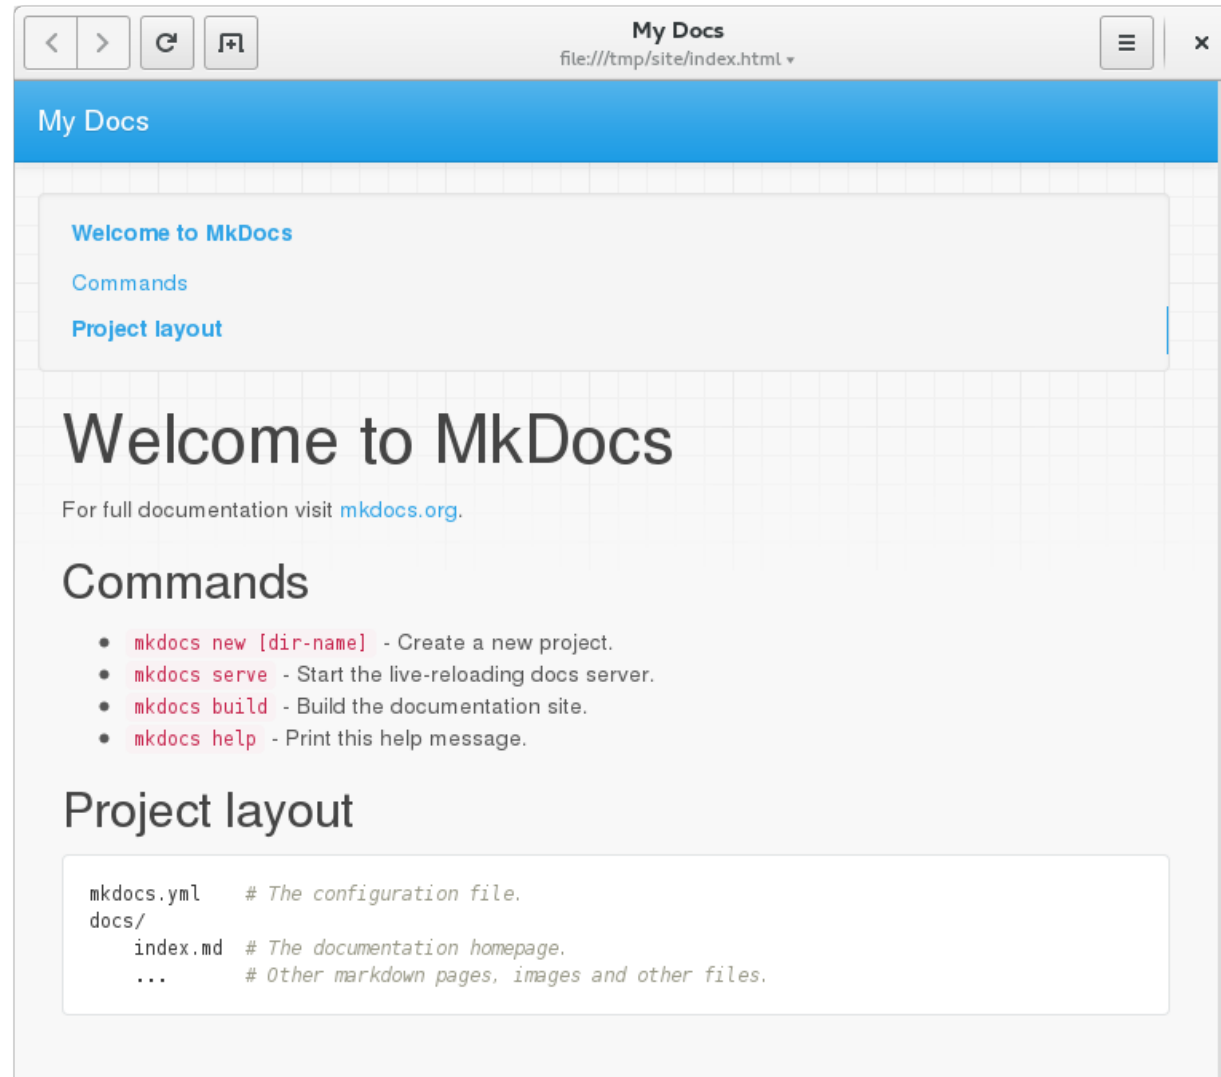 My Docs
file:///tmp/site/index.html
My Docs
Welcome to MkDocs
Commands
Project layout
Welcome to MkDocs
For full documentation visit mkdocs.org.
Commands
mkdocs new [dir-name] - Create a new project.
mkdocs serve - Start the live-reloading docs server.
mkdocs build - Build the documentation site.
mkdocs help - Print this help message.
Project layout
mkdocs.yml    # The configuration file.
docs/
    index.md  # The documentation homepage.
    ...       # Other markdown pages, images and other files.